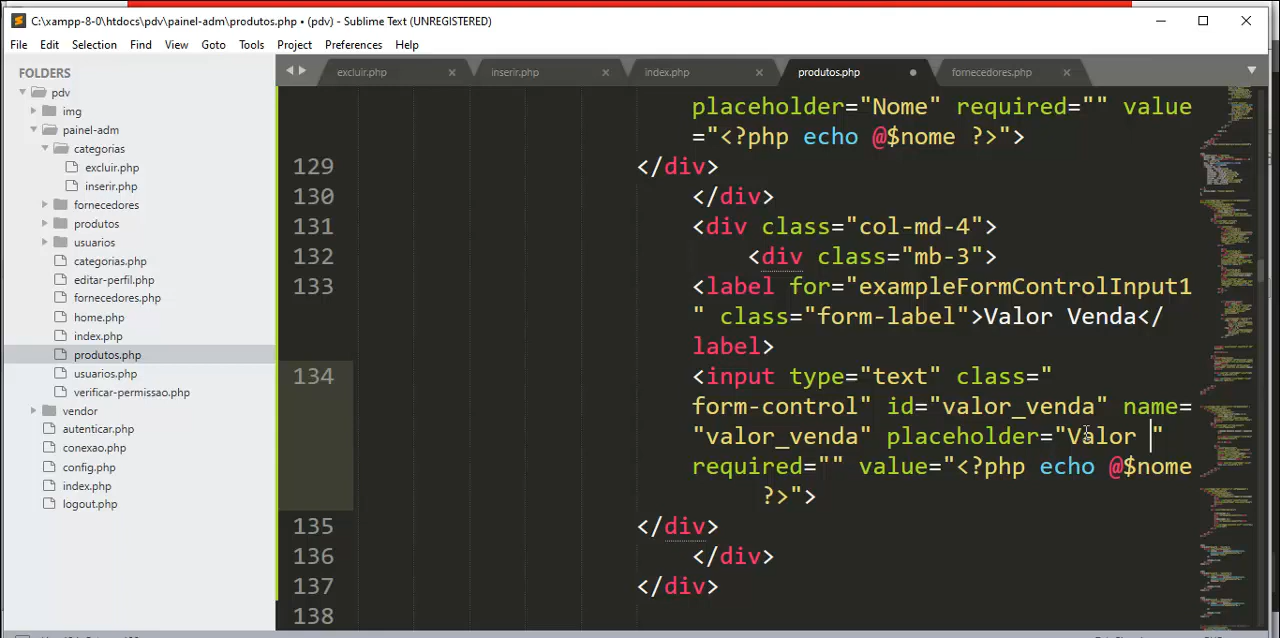 C:\xampp-8-0\htdocs\pdv\painel-adm\produtos.php • (pdv) - Sublime Text (UNREGISTERED)
File Edit Selection Find View Goto Tools Project Preferences Help
FOLDERS
pdv
img
painel-adm
categorias
excluir.php
inserir.php
fornecedores
produtos
usuarios
categorias.php
editar-perfil.php
fornecedores.php
home.php
index.php
produtos.php
usuarios.php
verificar-permissao.php
vendor
autenticar.php
conexao.php
config.php
index.php
logout.php
excluir.php inserir.php index.php produtos.php fornecedores.php
placeholder="Nome" required="" value
="<?php echo @$nome ?>">
129 </div>
130 </div>
131 <div class="col-md-4">
132 <div class="mb-3">
133 <label for="exampleFormControlInput1
" class="form-label">Valor Venda</
label>
134 <input type="text" class="
form-control" id="valor_venda" name=
"valor_venda" placeholder="Valor "
required="" value="<?php echo @$nome
?>">
135 </div>
136 </div>
137 </div>
138